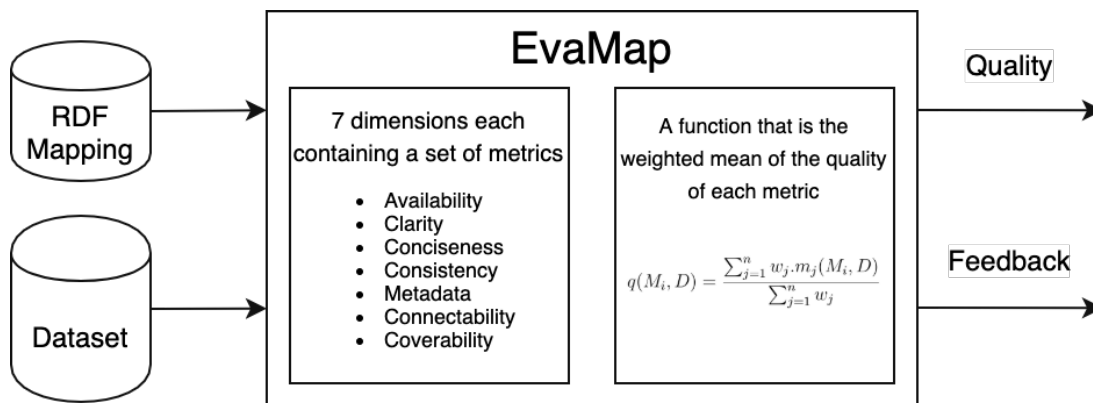 RDF
Mapping
Dataset
EvaMap
7 dimensions each
containing a set of metrics
• Availability
• Clarity
• Conciseness
• Consistency
• Metadata
• Connectability
• Coverability
A function that is the
weighted mean of the quality
of each metric
q(M_i, D) = \frac{\sum_{j=1}^{n} w_j.m_j(M_i, D)}{\sum_{j=1}^{n} w_j}
Quality
Feedback